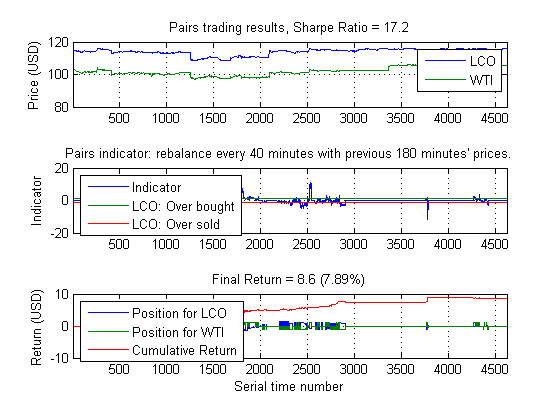 Pairs trading results, Sharpe Ratio = 17.2
120
100
80
Price (USD)
LCO
WTI
500 1000 1500 2000 2500 3000 3500 4000 4500
Pairs indicator: rebalance every 40 minutes with previous 180 minutes' prices.
20
0
-20
Indicator
Indicator
LCO: Over bought
LCO: Over sold
500 1000 1500 2000 2500 3000 3500 4000 4500
Final Return = 8.6 (7.89%)
10
0
-10
Return (USD)
Position for LCO
Position for WTI
Cumulative Return
500 1000 1500 2000 2500 3000 3500 4000 4500
Serial time number